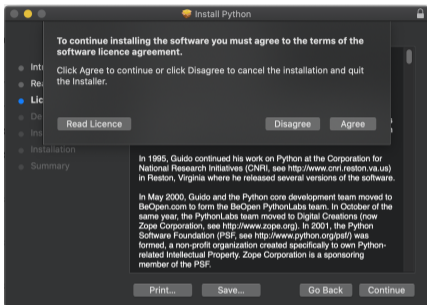 Install Python
To continue installing the software you must agree to the terms of the
software licence agreement.
Click Agree to continue or click Disagree to cancel the installation and quit
the Installer.
Read Licence
Disagree
Agree
Installation
Summary
In 1995, Guido continued his work on Python at the Corporation for
National Research Initiatives (CNRI, see http://www.cnri.reston.va.us)
in Reston, Virginia where he released several versions of the software.
In May 2000, Guido and the Python core development team moved to
BeOpen.com to form the BeOpen PythonLabs team. In October of the
same year, the PythonLabs team moved to Digital Creations (now
Zope Corporation, see http://www.zope.org). In 2001, the Python
Software Foundation (PSF, see http://www.python.org/psf/) was
formed, a non-profit organization created specifically to own Python-
related Intellectual Property. Zope Corporation is a sponsoring
member of the PSF.
Print...
Save...
Go Back
Continue